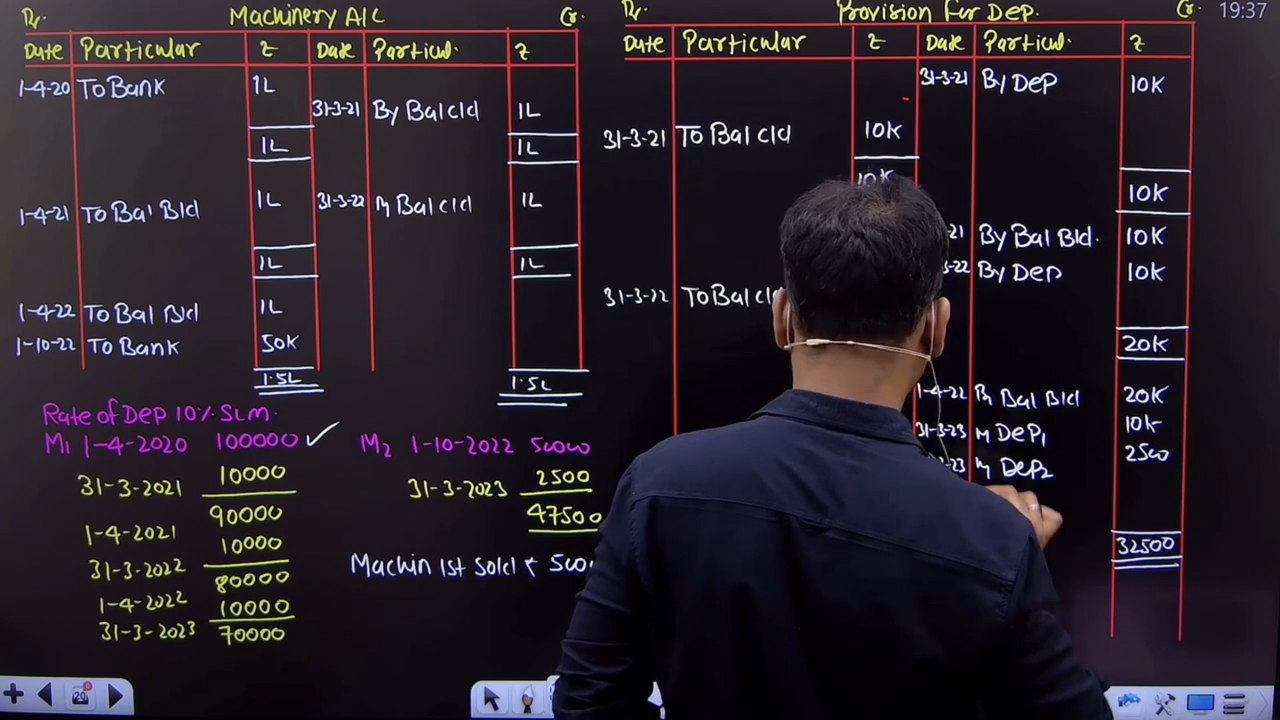 Dr. Machinery A/C Cr.
Date Particular ₹ Date Particul. ₹
1-4-20 To Bank 1L
31-3-21 By Bal c/d 1L
1L 1L
1-4-21 To Bal B/d 1L 31-3-22 By Bal c/d 1L
1L 1L
1-4-22 To Bal B/d 1L
1-10-22 To Bank 50K
1.5L 1.5L
Rate of Dep 10% SLM.
M1 1-4-2020 100000 ✓
31-3-2021 10000
90000
1-4-2021
31-3-2022 10000
80000
1-4-2022 10000
31-3-2023 70000
M2 1-10-2022 50000
31-3-2023 2500
47500
Machin 1st Sold ₹
Dr. Provision For Dep. Cr. 19:37
Date Particular ₹ Date Particul. ₹
31-3-21 By Dep 10K
31-3-21 To Bal c/d 10K
10K 10K
21 By Bal B/d. 10K
22 By Dep 10K
31-3-22 To Bal c/d
20K
1-4-22 By Bal B/d 20K
31-3-23 " Dep1 10K
23 " Dep2 2500
32500
20